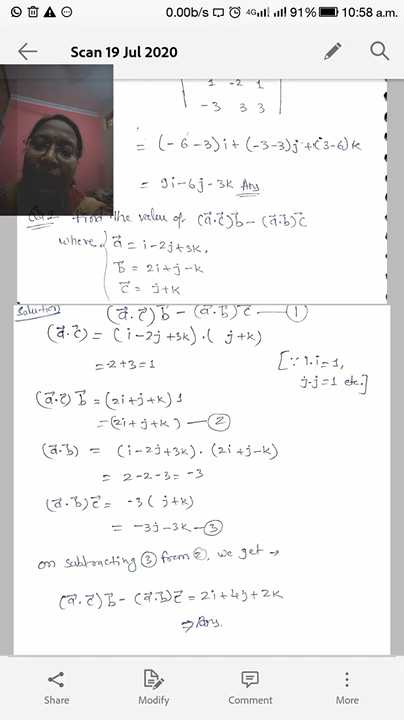 0.00b/s 4G 91% 10:58 a.m.
Scan 19 Jul 2020
1 -2 1
-3 3 3
= (-6-3)i + (-3-3)j + (3-6)k
= 9i-6j-3k Ans
Find the value of (a⃗.c⃗)b⃗ - (a⃗.b⃗)c⃗
where, a⃗ = i-2j+3k,
b⃗ = 2i+j-k
c⃗ = j+k
Solution (a⃗.c⃗)b⃗ - (a⃗.b⃗)c⃗ — ①
(a⃗.c⃗) = (i-2j+3k).(j+k)
= -2+3=1 [∵ i.i=1,
j.j=1 etc.]
(a⃗.c⃗)b⃗ = (2i+j+k)1
= (2i+j+k) — ②
(a⃗.b⃗) = (i-2j+3k).(2i+j-k)
= 2-2-3=-3
(a⃗.b⃗)c⃗ = -3(j+k)
= -3j-3k — ③
on subtracting ③ from ②, we get →
(a⃗.c⃗)b⃗ - (a⃗.b⃗)c⃗ = 2i+4j+2k
⇒ Ans.
Share Modify Comment More